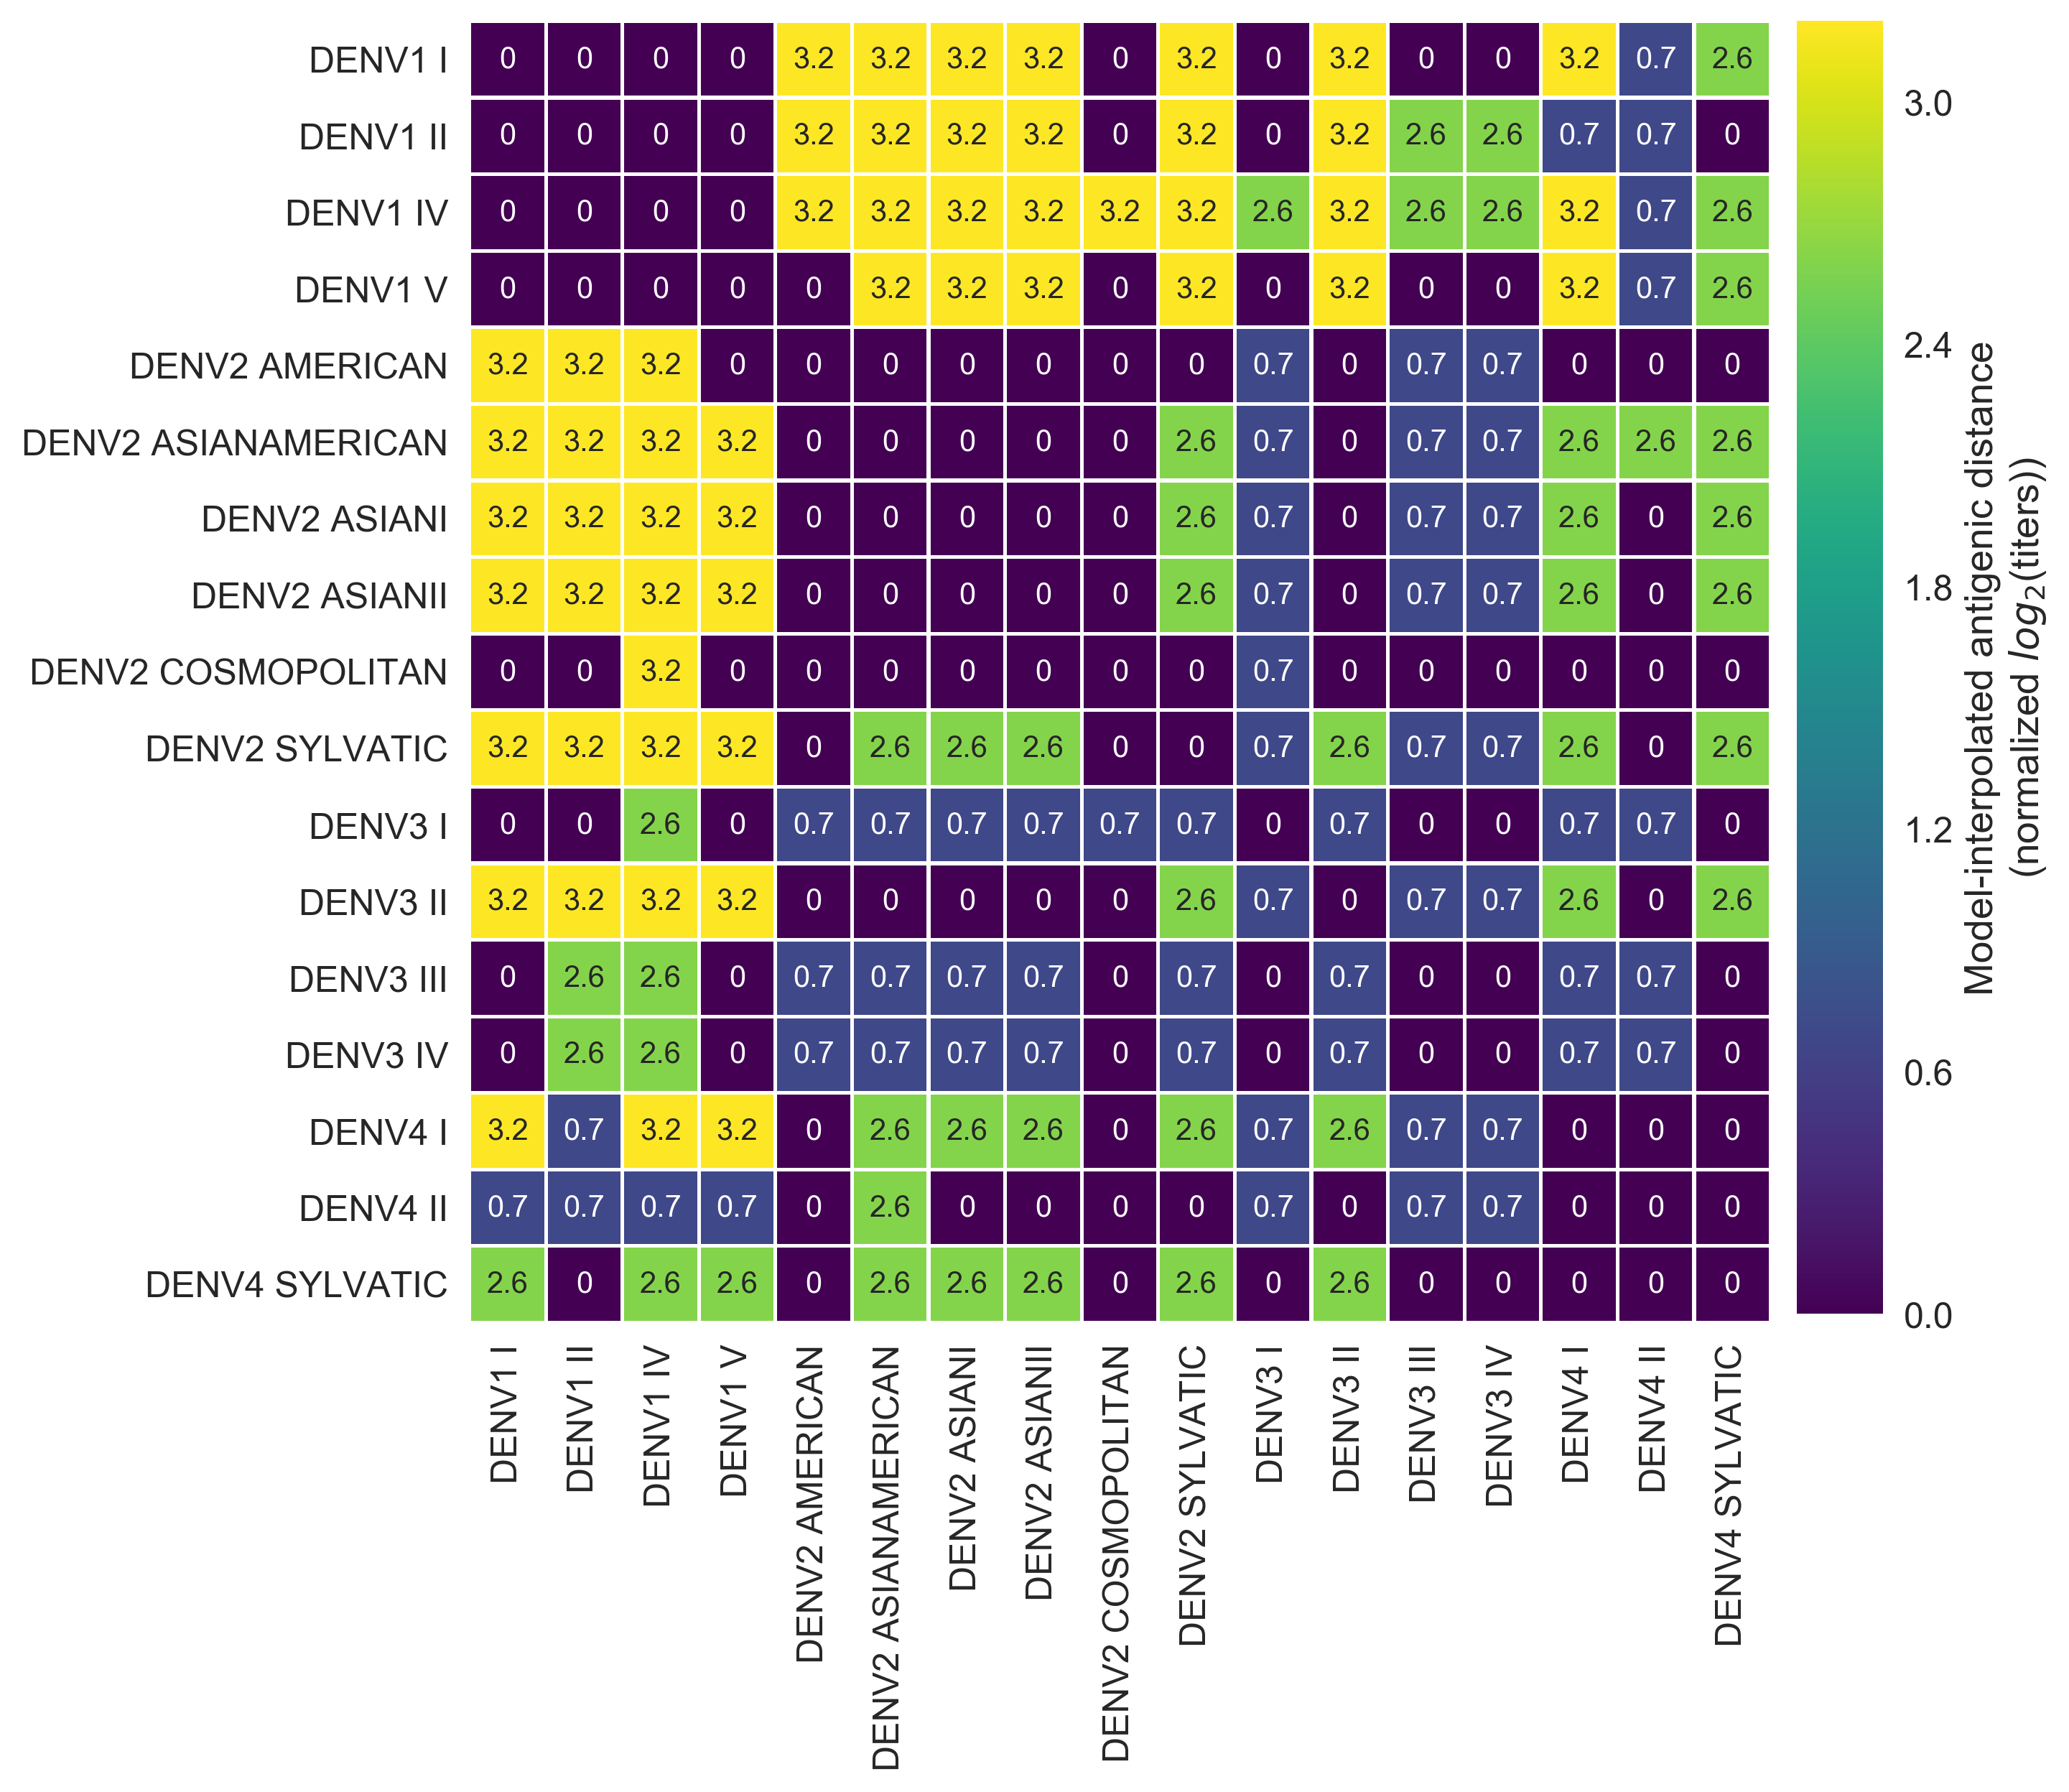 DENV1 I 0 0 0 0 3.2 3.2 3.2 3.2 0 3.2 0 3.2 0 0 3.2 0.7 2.6
DENV1 II 0 0 0 0 3.2 3.2 3.2 3.2 0 3.2 0 3.2 2.6 2.6 0.7 0.7 0
DENV1 IV 0 0 0 0 3.2 3.2 3.2 3.2 3.2 3.2 2.6 3.2 2.6 2.6 3.2 0.7 2.6
DENV1 V 0 0 0 0 0 3.2 3.2 3.2 0 3.2 0 3.2 0 0 3.2 0.7 2.6
DENV2 AMERICAN 3.2 3.2 3.2 0 0 0 0 0 0 0 0.7 0 0.7 0.7 0 0 0
DENV2 ASIANAMERICAN 3.2 3.2 3.2 3.2 0 0 0 0 0 2.6 0.7 0 0.7 0.7 2.6 2.6 2.6
DENV2 ASIANI 3.2 3.2 3.2 3.2 0 0 0 0 0 2.6 0.7 0 0.7 0.7 2.6 0 2.6
DENV2 ASIANII 3.2 3.2 3.2 3.2 0 0 0 0 0 2.6 0.7 0 0.7 0.7 2.6 0 2.6
DENV2 COSMOPOLITAN 0 0 3.2 0 0 0 0 0 0 0 0.7 0 0 0 0 0 0
DENV2 SYLVATIC 3.2 3.2 3.2 3.2 0 2.6 2.6 2.6 0 0 0.7 2.6 0.7 0.7 2.6 0 2.6
DENV3 I 0 0 2.6 0 0.7 0.7 0.7 0.7 0.7 0.7 0 0.7 0 0 0.7 0.7 0
DENV3 II 3.2 3.2 3.2 3.2 0 0 0 0 0 2.6 0.7 0 0.7 0.7 2.6 0 2.6
DENV3 III 0 2.6 2.6 0 0.7 0.7 0.7 0.7 0 0.7 0 0.7 0 0 0.7 0.7 0
DENV3 IV 0 2.6 2.6 0 0.7 0.7 0.7 0.7 0 0.7 0 0.7 0 0 0.7 0.7 0
DENV4 I 3.2 0.7 3.2 3.2 0 2.6 2.6 2.6 0 2.6 0.7 2.6 0.7 0.7 0 0 0
DENV4 II 0.7 0.7 0.7 0.7 0 2.6 0 0 0 0 0.7 0 0.7 0.7 0 0 0
DENV4 SYLVATIC 2.6 0 2.6 2.6 0 2.6 2.6 2.6 0 2.6 0 2.6 0 0 0 0 0
DENV1 I
DENV1 II
DENV1 IV
DENV1 V
DENV2 AMERICAN
DENV2 ASIANAMERICAN
DENV2 ASIANI
DENV2 ASIANII
DENV2 COSMOPOLITAN
DENV2 SYLVATIC
DENV3 I
DENV3 II
DENV3 III
DENV3 IV
DENV4 I
DENV4 II
DENV4 SYLVATIC
3.0
2.4
1.8
1.2
0.6
0.0
Model-interpolated antigenic distance
(normalized log₂(titers))